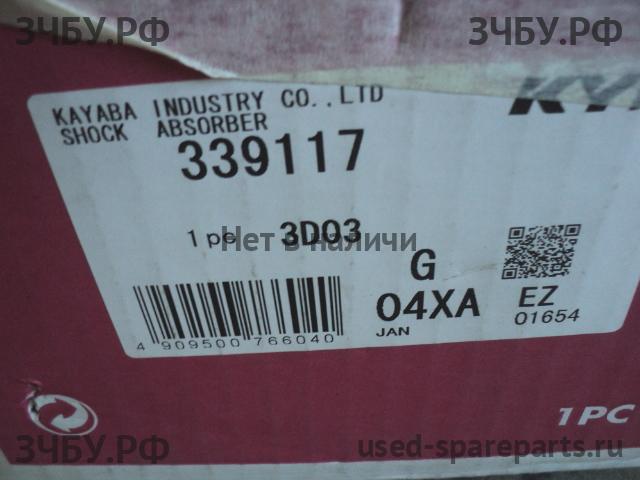 ЗЧБУ.РФ
ЗЧБУ.РФ
KAYABA INDUSTRY CO.,LTD
SHOCK ABSORBER
339117
1 pc 3D03
Нет в наличи
G
04XA EZ
JAN 01654
4 909500 766040
1PC
ЗЧБУ.РФ
used-spareparts.ru